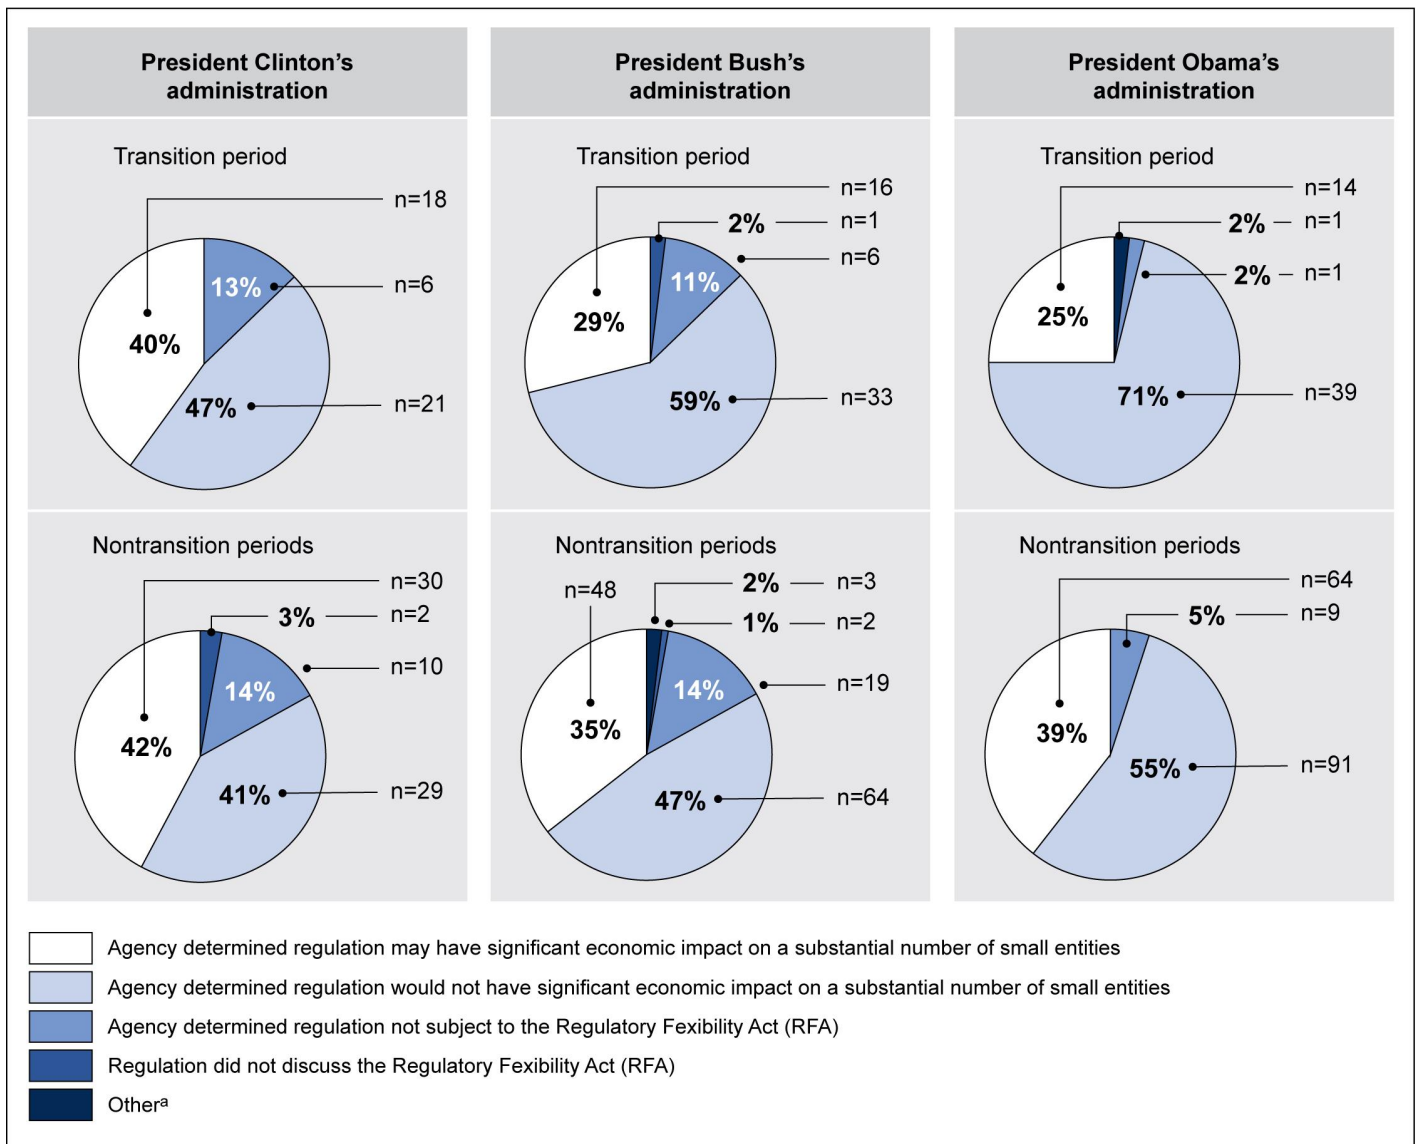 President Clinton's
administration
Transition period
n=18
13%
n=6
40%
47%
n=21
Nontransition periods
n=30
3%
n=2
n=10
14%
42%
41%
n=29
President Bush's
administration
Transition period
n=16
2%
n=1
n=6
11%
29%
59%
n=33
Nontransition periods
n=48
2%
n=3
1%
n=2
14%
n=19
35%
47%
n=64
President Obama's
administration
Transition period
n=14
2%
n=1
2%
n=1
25%
71%
n=39
Nontransition periods
n=64
5%
n=9
39%
55%
n=91
Agency determined regulation may have significant economic impact on a substantial number of small entities
Agency determined regulation would not have significant economic impact on a substantial number of small entities
Agency determined regulation not subject to the Regulatory Fexibility Act (RFA)
Regulation did not discuss the Regulatory Fexibility Act (RFA)
Otherᵃ